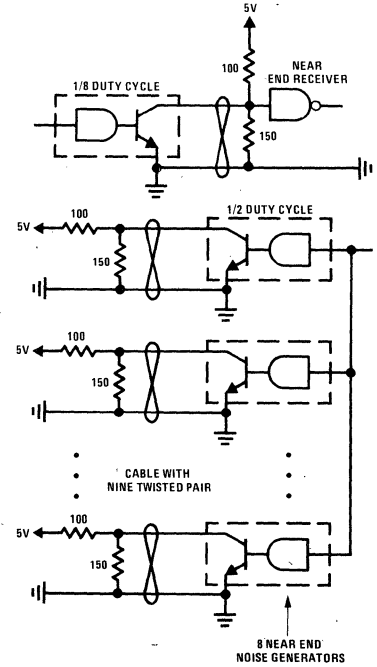 5V
100
NEAR
END RECEIVER
1/8 DUTY CYCLE
150
100
5V
1/2 DUTY CYCLE
150
100
5V
150
CABLE WITH
NINE TWISTED PAIR
100
5V
150
8 NEAR END
NOISE GENERATORS